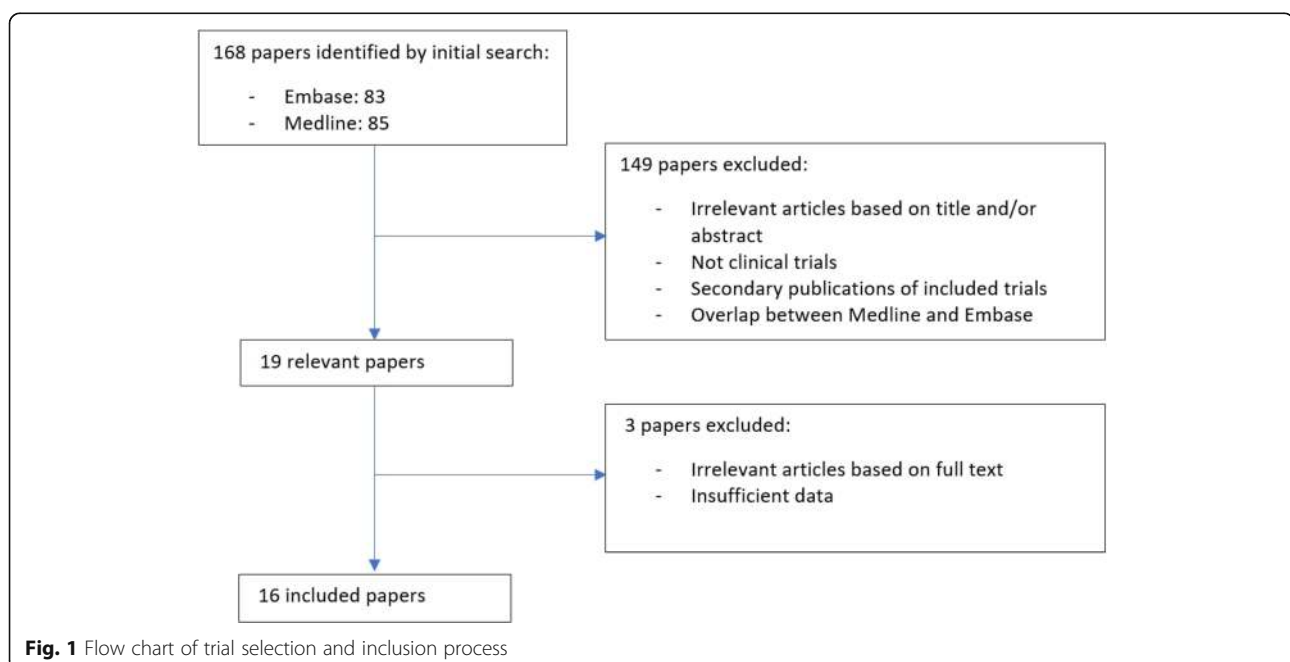 168 papers identified by initial search:
- Embase: 83
- Medline: 85
149 papers excluded:
- Irrelevant articles based on title and/or
abstract
- Not clinical trials
- Secondary publications of included trials
- Overlap between Medline and Embase
19 relevant papers
3 papers excluded:
- Irrelevant articles based on full text
- Insufficient data
16 included papers
Fig. 1 Flow chart of trial selection and inclusion process